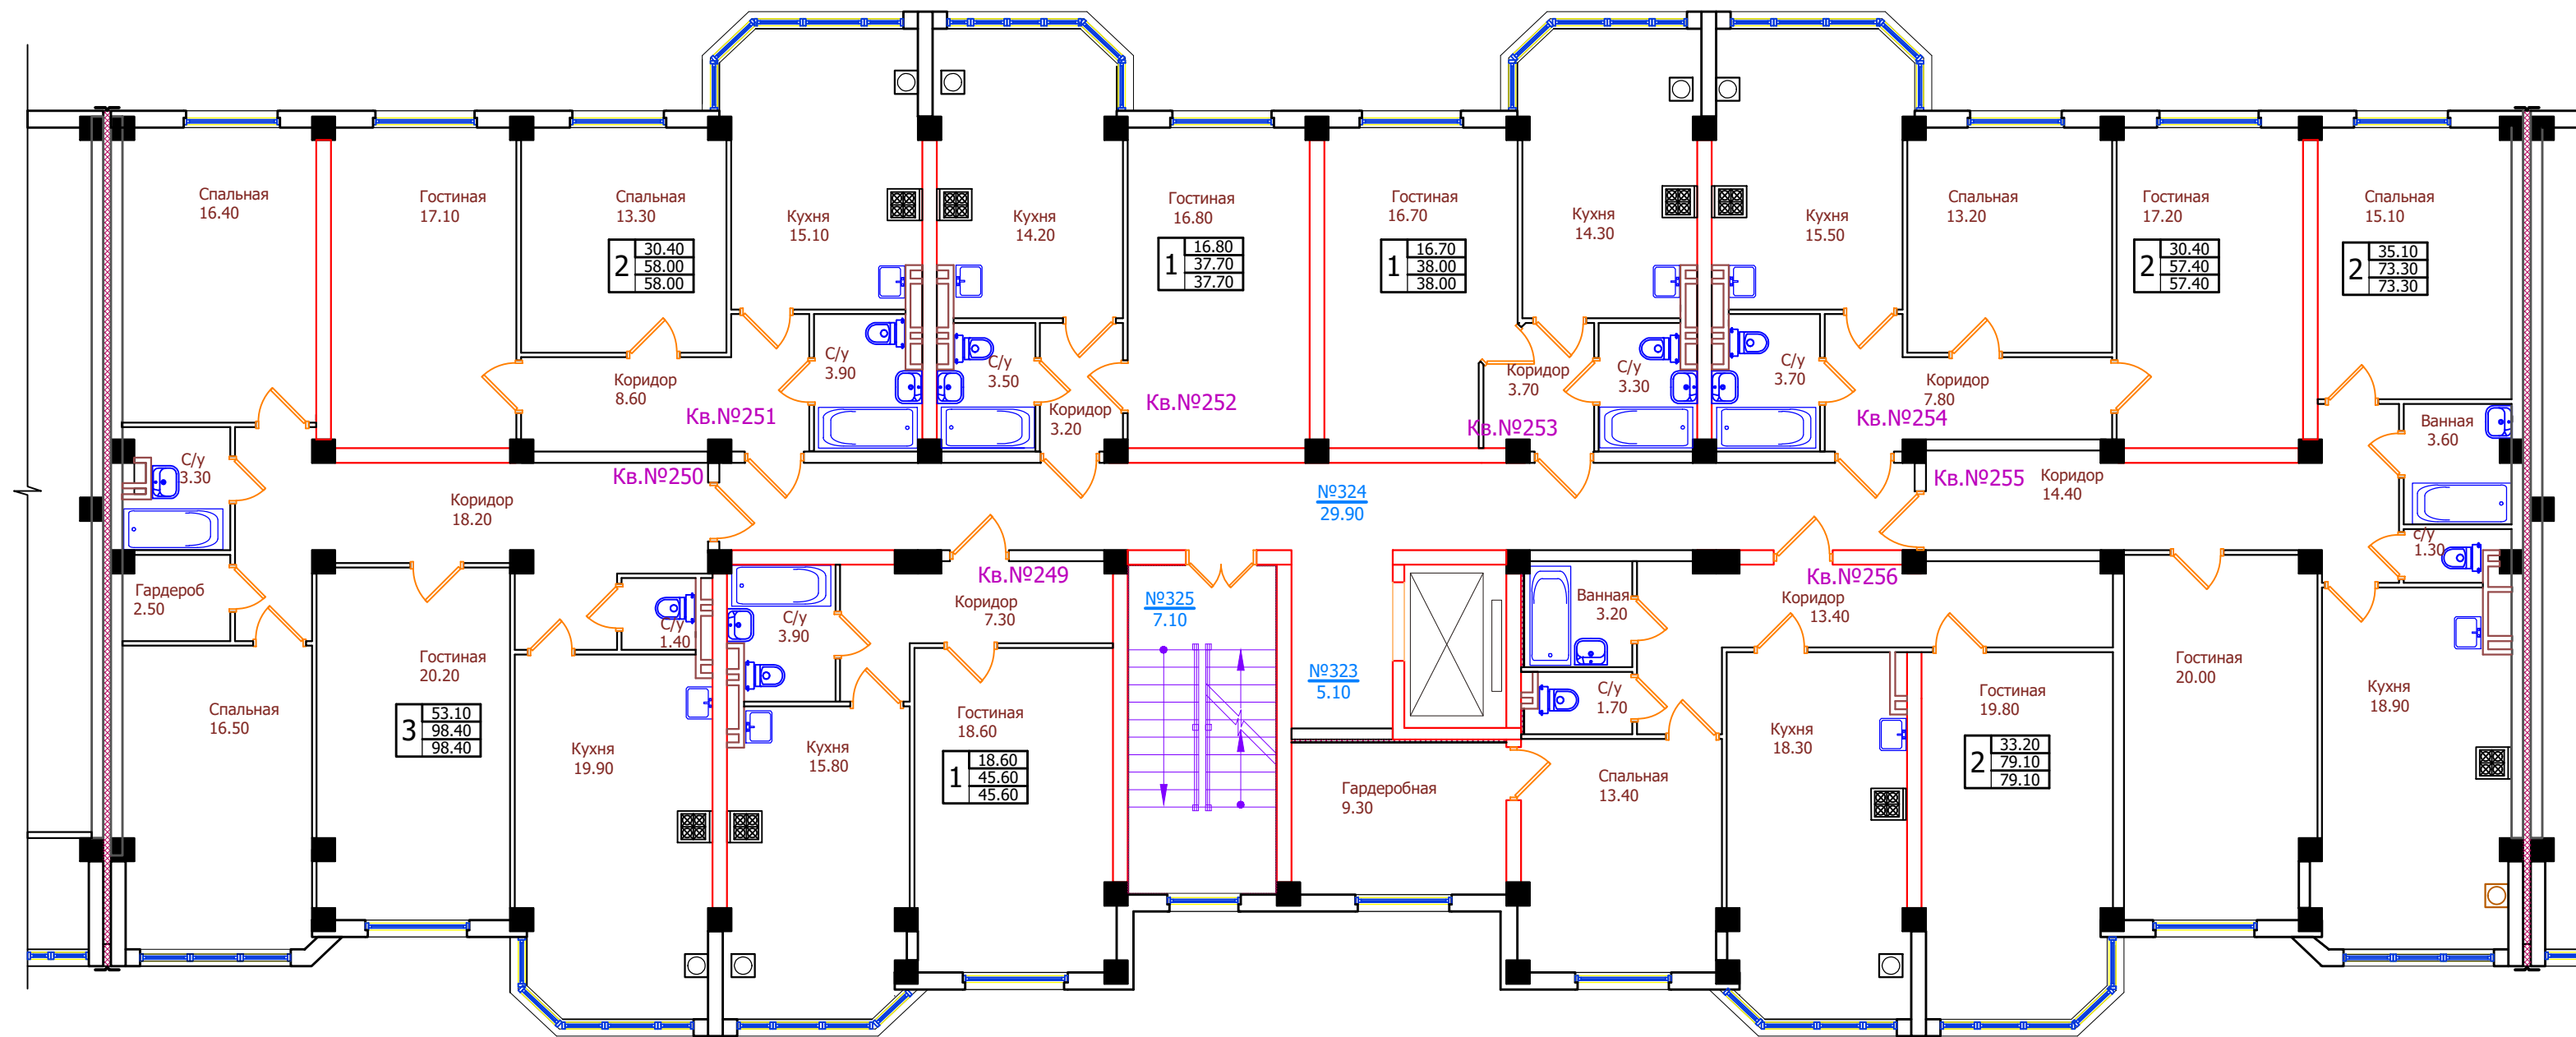 Спальная
16.40
Гостиная
17.10
Спальная
13.30
2
30.40
58.00
58.00
Кухня
15.10
Кухня
14.20
Гостиная
16.80
1
16.80
37.70
37.70
Гостиная
16.70
1
16.70
38.00
38.00
Кухня
14.30
Кухня
15.50
Спальная
13.20
Гостиная
17.20
2
30.40
57.40
57.40
Спальная
15.10
2
35.10
73.30
73.30
Коридор
8.60
С/у
3.90
С/у
3.50
Коридор
3.20
Коридор
3.70
С/у
3.30
С/у
3.70
Коридор
7.80
Кв.№251
Кв.№252
Кв.№253
Кв.№254
Ванная
3.60
С/у
3.30
Коридор
18.20
Кв.№250
№324
29.90
Кв.№255
Коридор
14.40
с/у
1.30
Гардероб
2.50
С/у
1.40
С/у
3.90
Кв.№249
Коридор
7.30
№325
7.10
Ванная
3.20
Кв.№256
Коридор
13.40
Спальная
16.50
Гостиная
20.20
3
53.10
98.40
98.40
Кухня
19.90
Кухня
15.80
Гостиная
18.60
1
18.60
45.60
45.60
№323
5.10
С/у
1.70
Гардеробная
9.30
Спальная
13.40
Кухня
18.30
Гостиная
19.80
2
33.20
79.10
79.10
Гостиная
20.00
Кухня
18.90